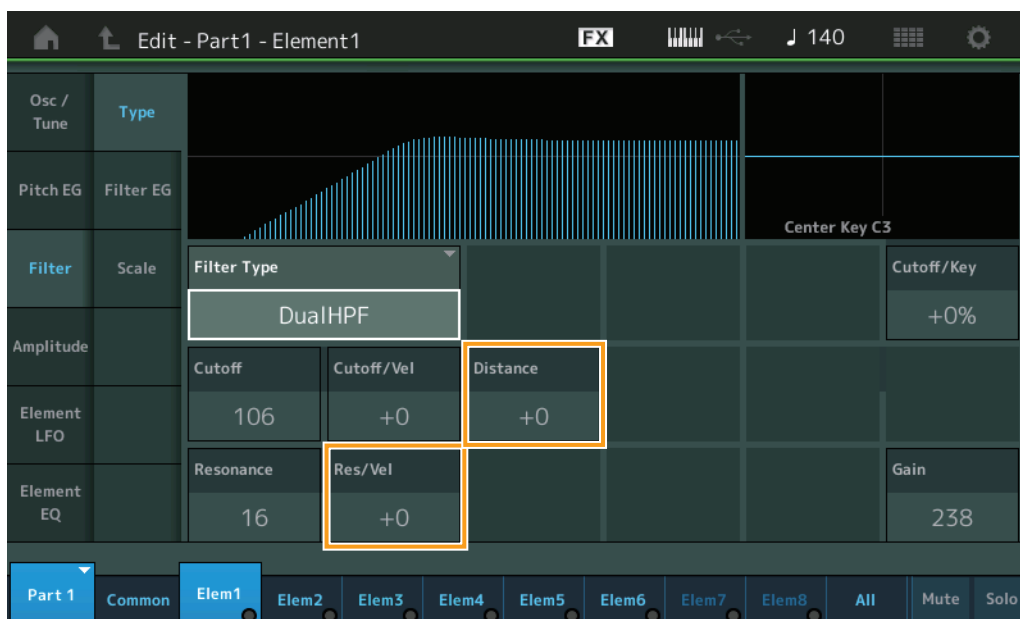 Edit - Part1 - Element1
FX
♩ 140
Osc /
Tune
Type
Pitch EG
Filter EG
Center Key C3
Filter
Scale
Filter Type
DualHPF
Cutoff/Key
+0%
Amplitude
Cutoff
106
Cutoff/Vel
+0
Distance
+0
Element
LFO
Resonance
16
Res/Vel
+0
Gain
238
Element
EQ
Part 1
Common
Elem1
Elem2
Elem3
Elem4
Elem5
Elem6
Elem7
Elem8
All
Mute
Solo